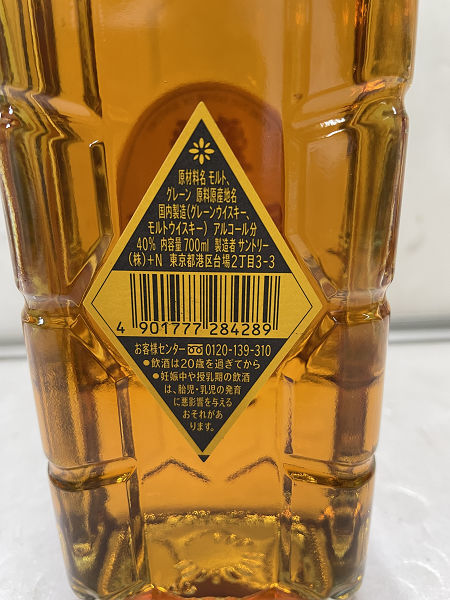 原材料名 モルト、
グレーン 原料原産地名
国内製造(グレーンウイスキー、
モルトウイスキー) アルコール分
40% 内容量700ml 製造者 サントリー
(株)+N 東京都港区台場2丁目3-3
4 901777 284289
お客様センター 0120-139-310
●飲酒は20歳を過ぎてから
●妊娠中や授乳期の飲酒
は、胎児・乳児の発育
に悪影響を与える
おそれがあ
ります。